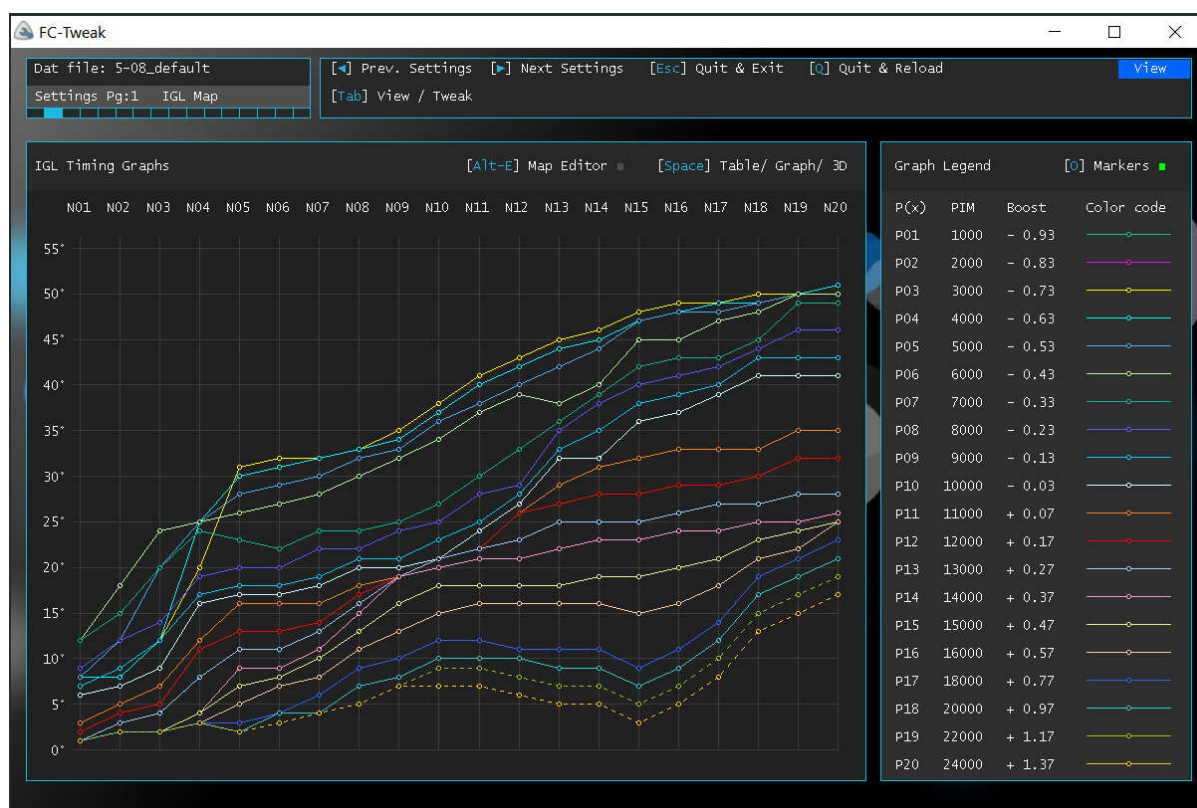 FC-Tweak
Dat file: 5-08_default
Settings Pg:1 IGL Map
[◄] Prev. Settings [►] Next Settings [Esc] Quit & Exit [Q] Quit & Reload
View
[Tab] View / Tweak
IGL Timing Graphs [Alt-E] Map Editor [Space] Table/ Graph/ 3D
N01 N02 N03 N04 N05 N06 N07 N08 N09 N10 N11 N12 N13 N14 N15 N16 N17 N18 N19 N20
55°
50°
45°
40°
35°
30°
25°
20°
15°
10°
5°
0°
Graph Legend [O] Markers
P(x) PIM Boost Color code
P01 1000 - 0.93
P02 2000 - 0.83
P03 3000 - 0.73
P04 4000 - 0.63
P05 5000 - 0.53
P06 6000 - 0.43
P07 7000 - 0.33
P08 8000 - 0.23
P09 9000 - 0.13
P10 10000 - 0.03
P11 11000 + 0.07
P12 12000 + 0.17
P13 13000 + 0.27
P14 14000 + 0.37
P15 15000 + 0.47
P16 16000 + 0.57
P17 18000 + 0.77
P18 20000 + 0.97
P19 22000 + 1.17
P20 24000 + 1.37